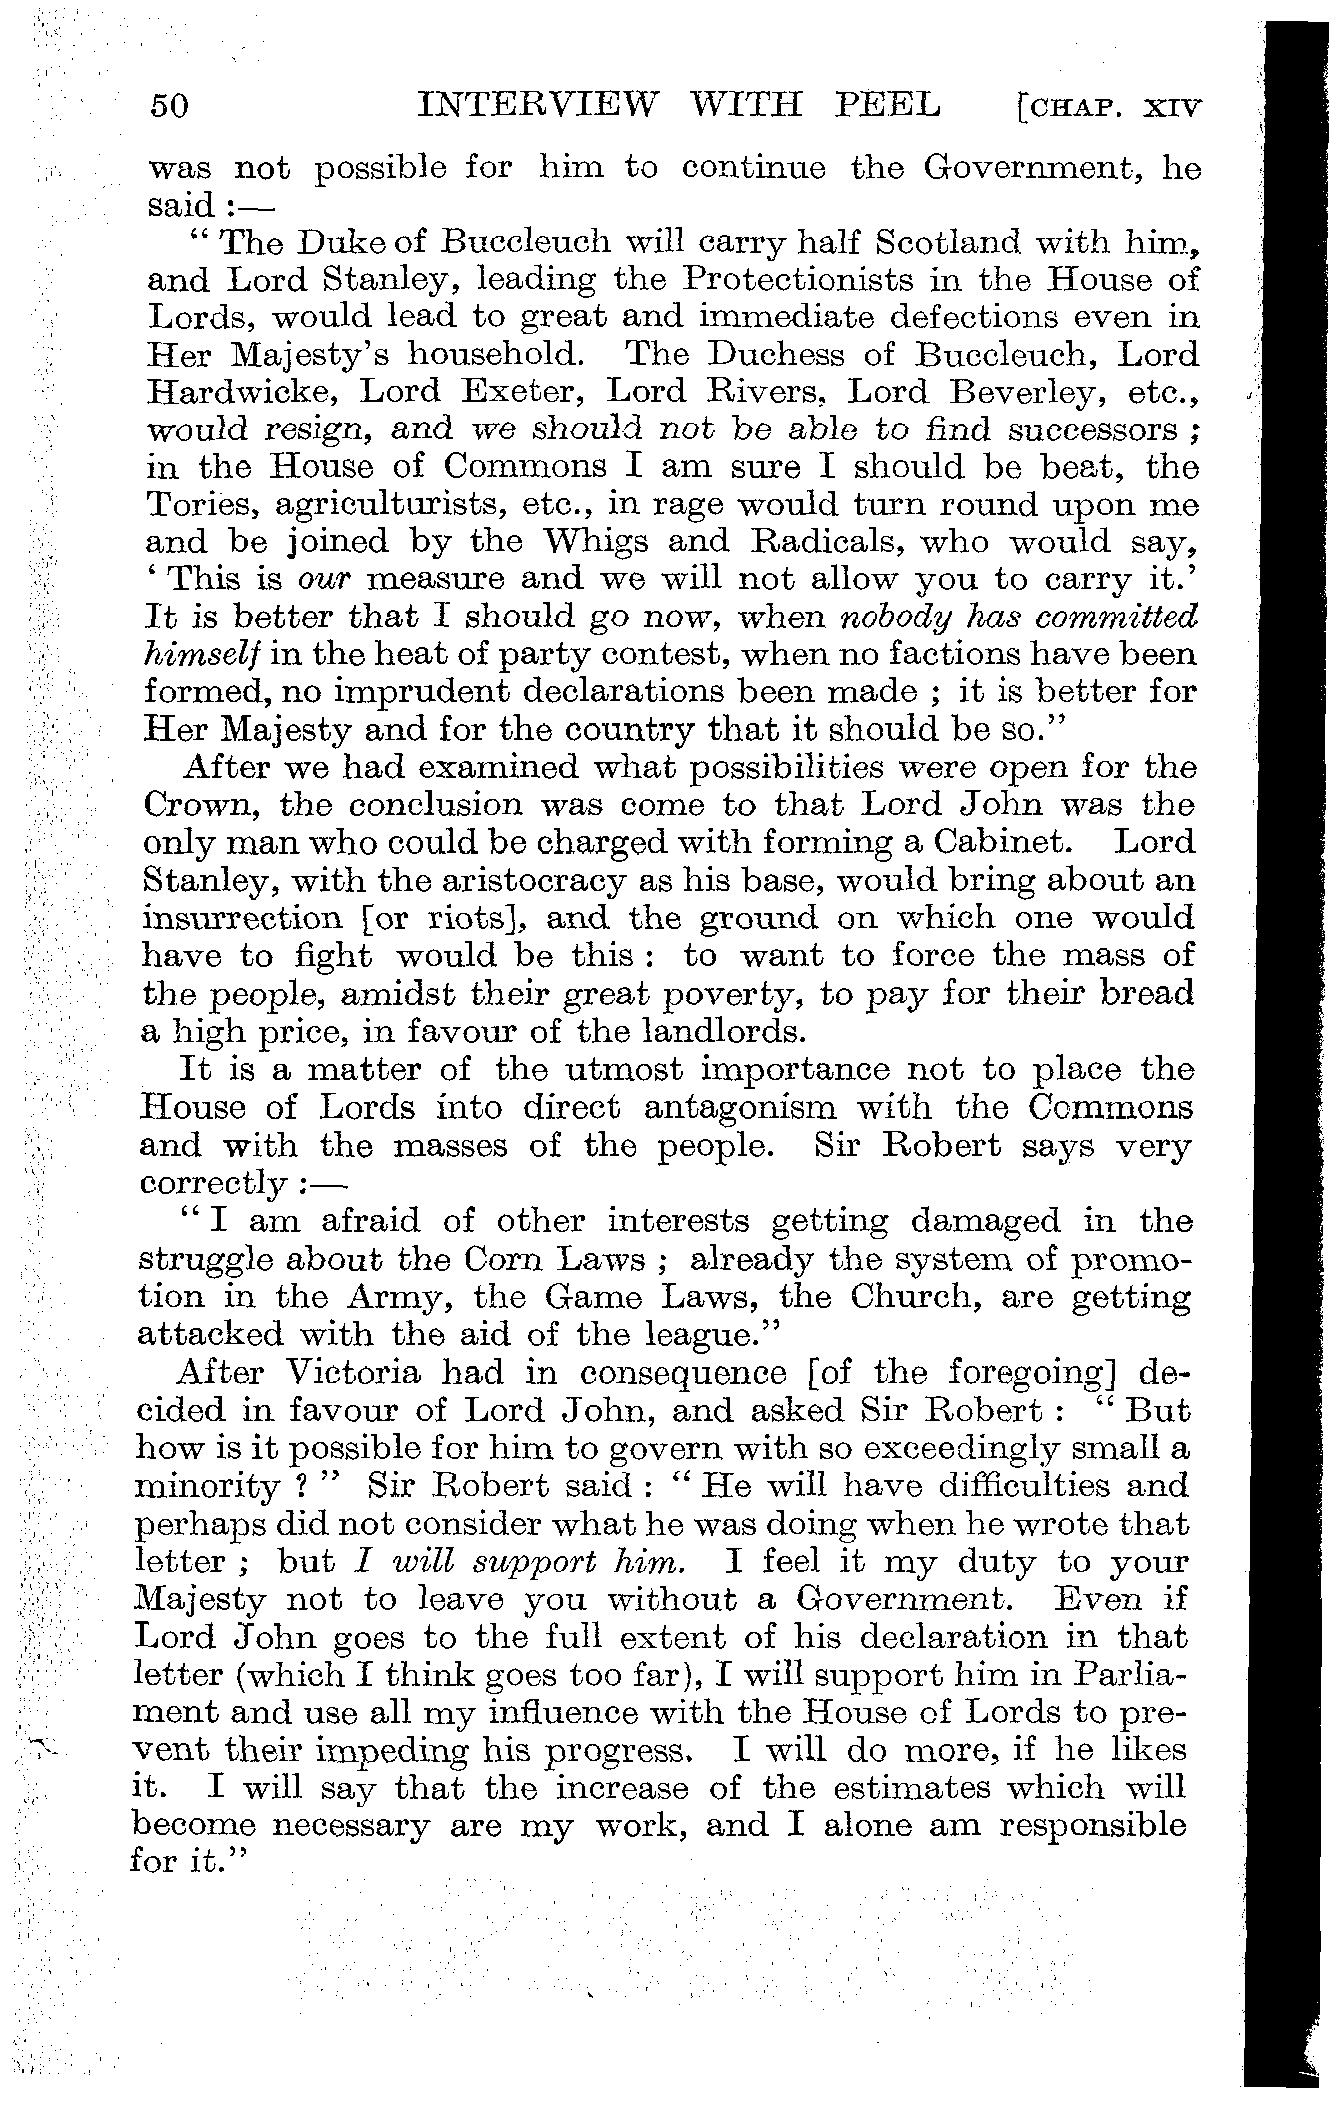 50 INTERVIEW WITH PEEL [CHAP. XIV
was not possible for him to continue the Government, he
said :—
“ The Duke of Buccleuch will carry half Scotland with him,
and Lord Stanley, leading the Protectionists in the House of
Lords, would lead to great and immediate defections even in
Her Majesty’s household. The Duchess of Buccleuch, Lord
Hardwicke, Lord Exeter, Lord Rivers, Lord Beverley, etc.,
would resign, and we should not be able to find successors ;
in the House of Commons I am sure I should be beat, the
Tories, agriculturists, etc., in rage would turn round upon me
and be joined by the Whigs and Radicals, who would say,
‘ This is our measure and we will not allow you to carry it.’
It is better that I should go now, when nobody has committed
himself in the heat of party contest, when no factions have been
formed, no imprudent declarations been made ; it is better for
Her Majesty and for the country that it should be so.”
After we had examined what possibilities were open for the
Crown, the conclusion was come to that Lord John was the
only man who could be charged with forming a Cabinet. Lord
Stanley, with the aristocracy as his base, would bring about an
insurrection [or riots], and the ground on which one would
have to fight would be this : to want to force the mass of
the people, amidst their great poverty, to pay for their bread
a high price, in favour of the landlords.
It is a matter of the utmost importance not to place the
House of Lords into direct antagonism with the Commons
and with the masses of the people. Sir Robert says very
correctly :—
“ I am afraid of other interests getting damaged in the
struggle about the Corn Laws ; already the system of promo-
tion in the Army, the Game Laws, the Church, are getting
attacked with the aid of the league.”
After Victoria had in consequence [of the foregoing] de-
cided in favour of Lord John, and asked Sir Robert : “ But
how is it possible for him to govern with so exceedingly small a
minority ? ” Sir Robert said : “ He will have difficulties and
perhaps did not consider what he was doing when he wrote that
letter ; but I will support him. I feel it my duty to your
Majesty not to leave you without a Government. Even if
Lord John goes to the full extent of his declaration in that
letter (which I think goes too far), I will support him in Parlia-
ment and use all my influence with the House of Lords to pre-
vent their impeding his progress. I will do more, if he likes
it. I will say that the increase of the estimates which will
become necessary are my work, and I alone am responsible
for it.”